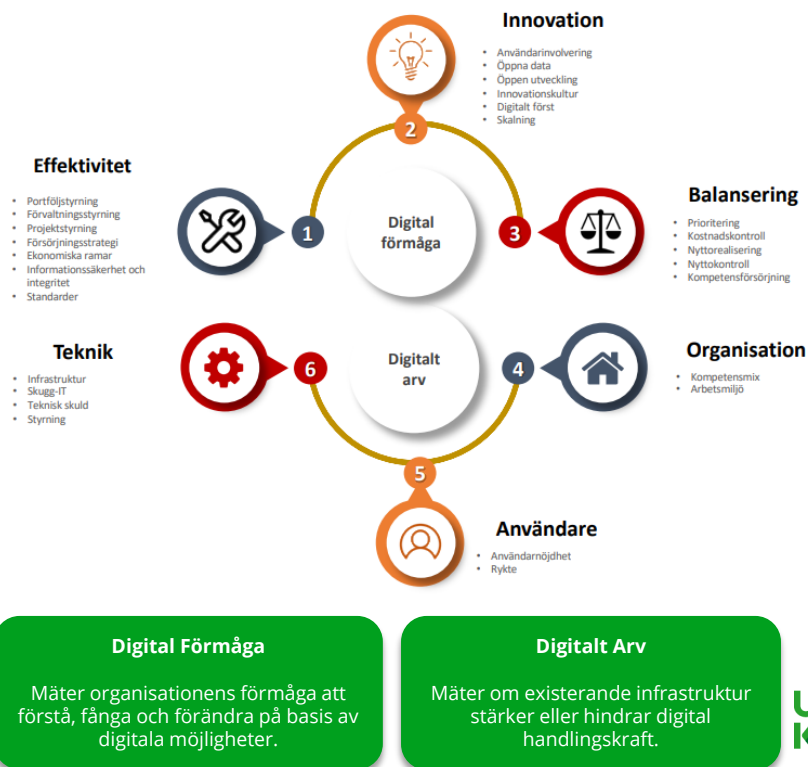 Innovation
• Användarinvolvering
• Öppna data
• Öppen utveckling
• Innovationskultur
• Digitalt först
• Skalning
2
Effektivitet
• Portföljstyrning
• Förvaltningsstyrning
• Projektstyrning
• Försörjningsstrategi
• Ekonomiska ramar
• Informationssäkerhet och
integritet
• Standarder
1
Digital
förmåga
3
Balansering
• Prioritering
• Kostnadskontroll
• Nyttorealisering
• Nyttokontroll
• Kompetensförsörjning
Teknik
• Infrastruktur
• Skugg-IT
• Teknisk skuld
• Styrning
6
Digitalt
arv
4
Organisation
• Kompetensmix
• Arbetsmiljö
5
Användare
• Användarnöjdhet
• Rykte
Digital Förmåga
Mäter organisationens förmåga att
förstå, fånga och förändra på basis av
digitala möjligheter.
Digitalt Arv
Mäter om existerande infrastruktur
stärker eller hindrar digital
handlingskraft.